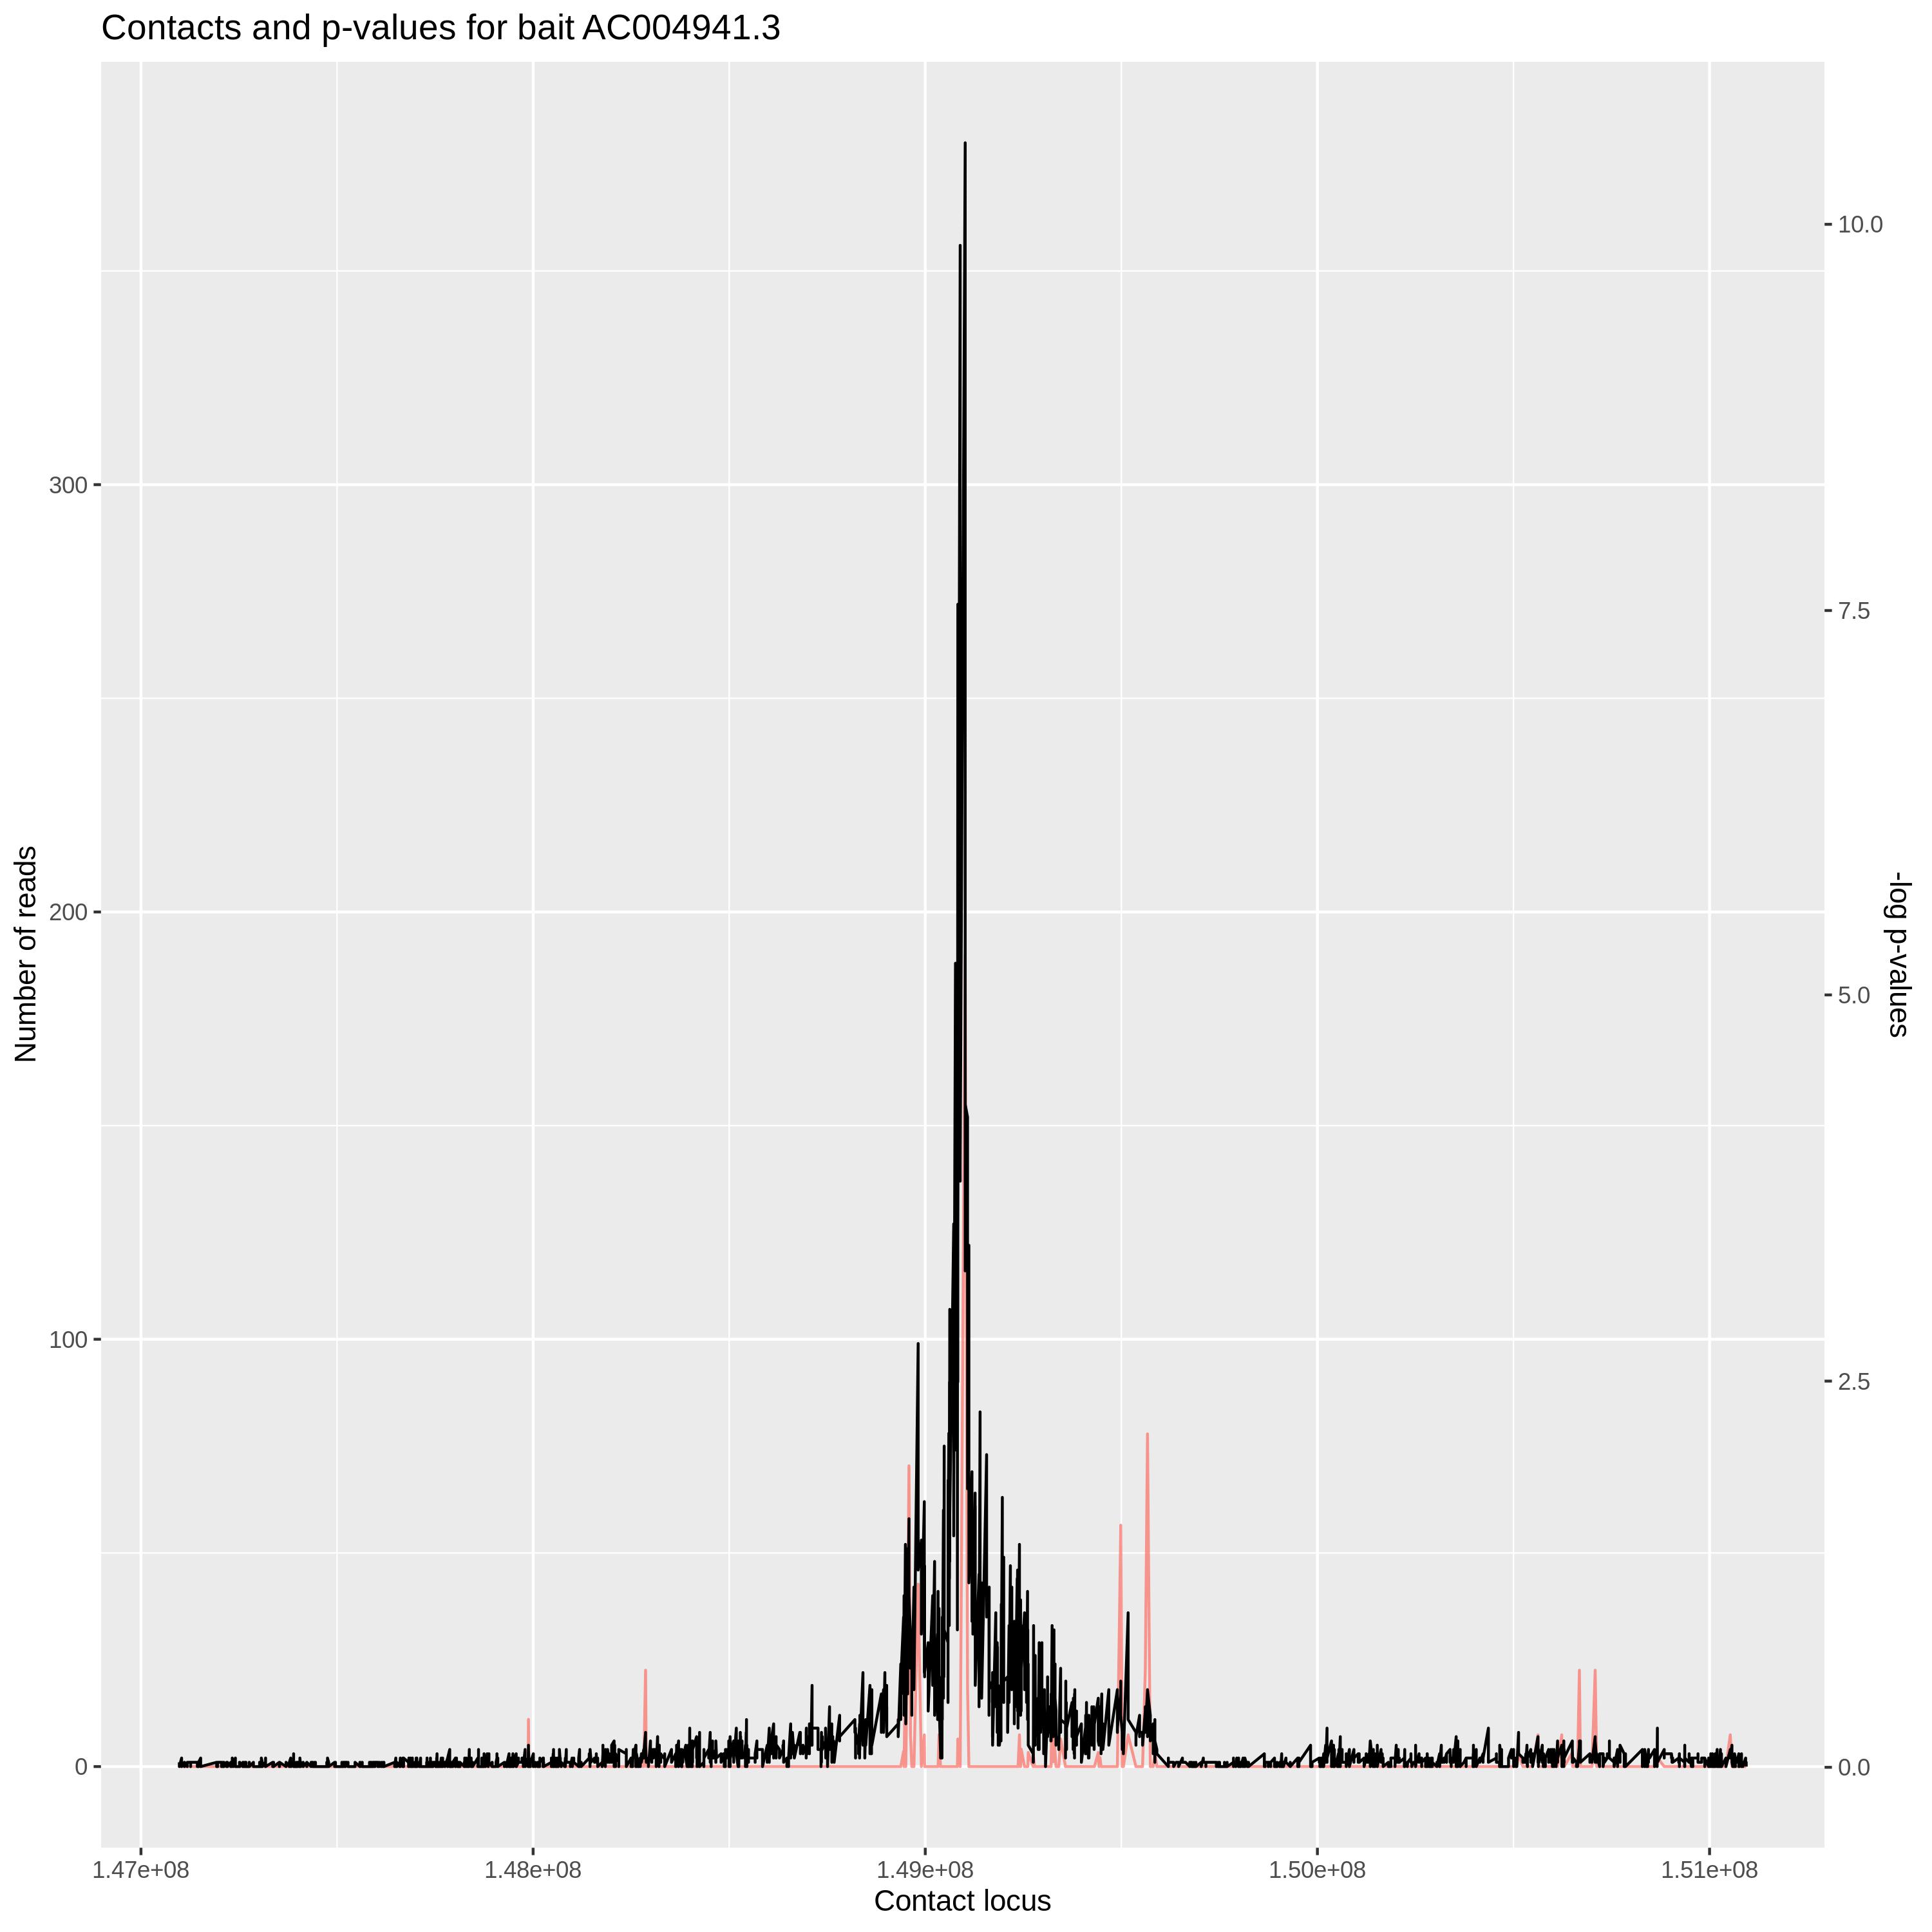 Contacts and p-values for bait AC004941.3
Number of reads
300
200
100
0
10.0
7.5
5.0
2.5
0.0
-log p-values
1.47e+08 1.48e+08 1.49e+08 1.50e+08 1.51e+08
Contact locus